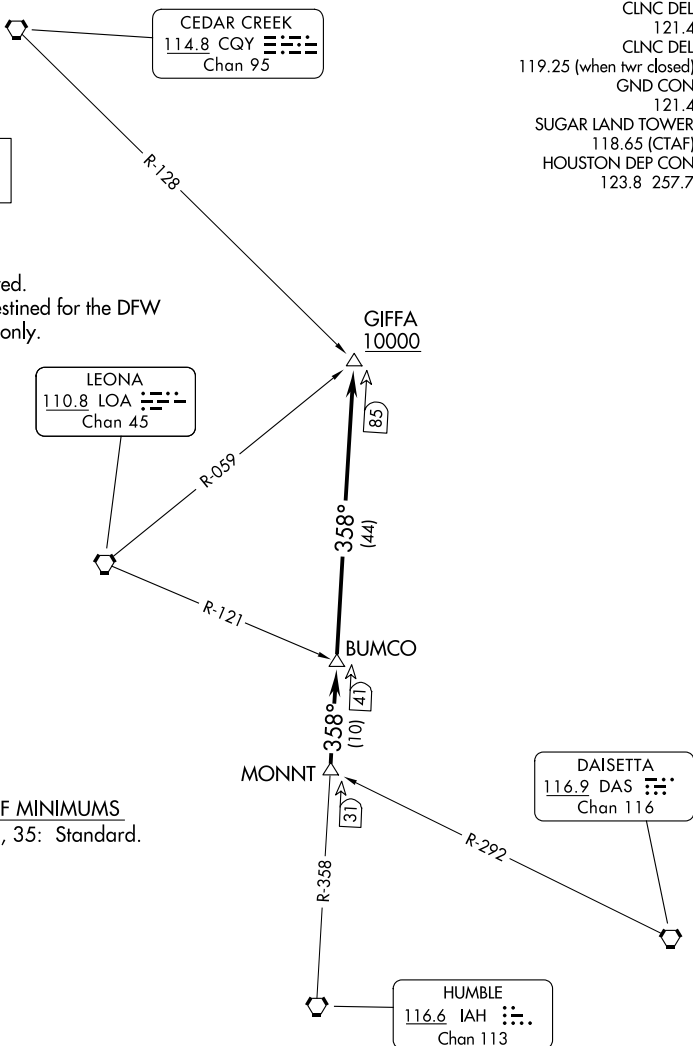 CEDAR CREEK
114.8 CQY
Chan 95
CLNC DEL
121.4
CLNC DEL
119.25 (when twr closed)
GND CON
121.4
SUGAR LAND TOWER
118.65 (CTAF)
HOUSTON DEP CON
123.8 257.7
R-128
ed.
estined for the DFW
only.
GIFFA
10000
LEONA
110.8 LOA
Chan 45
85
R-059
358°
(44)
R-121
BUMCO
41
358°
(10)
MONNT
31
DAISETTA
116.9 DAS
Chan 116
F MINIMUMS
, 35: Standard.
R-292
R-358
HUMBLE
116.6 IAH
Chan 113